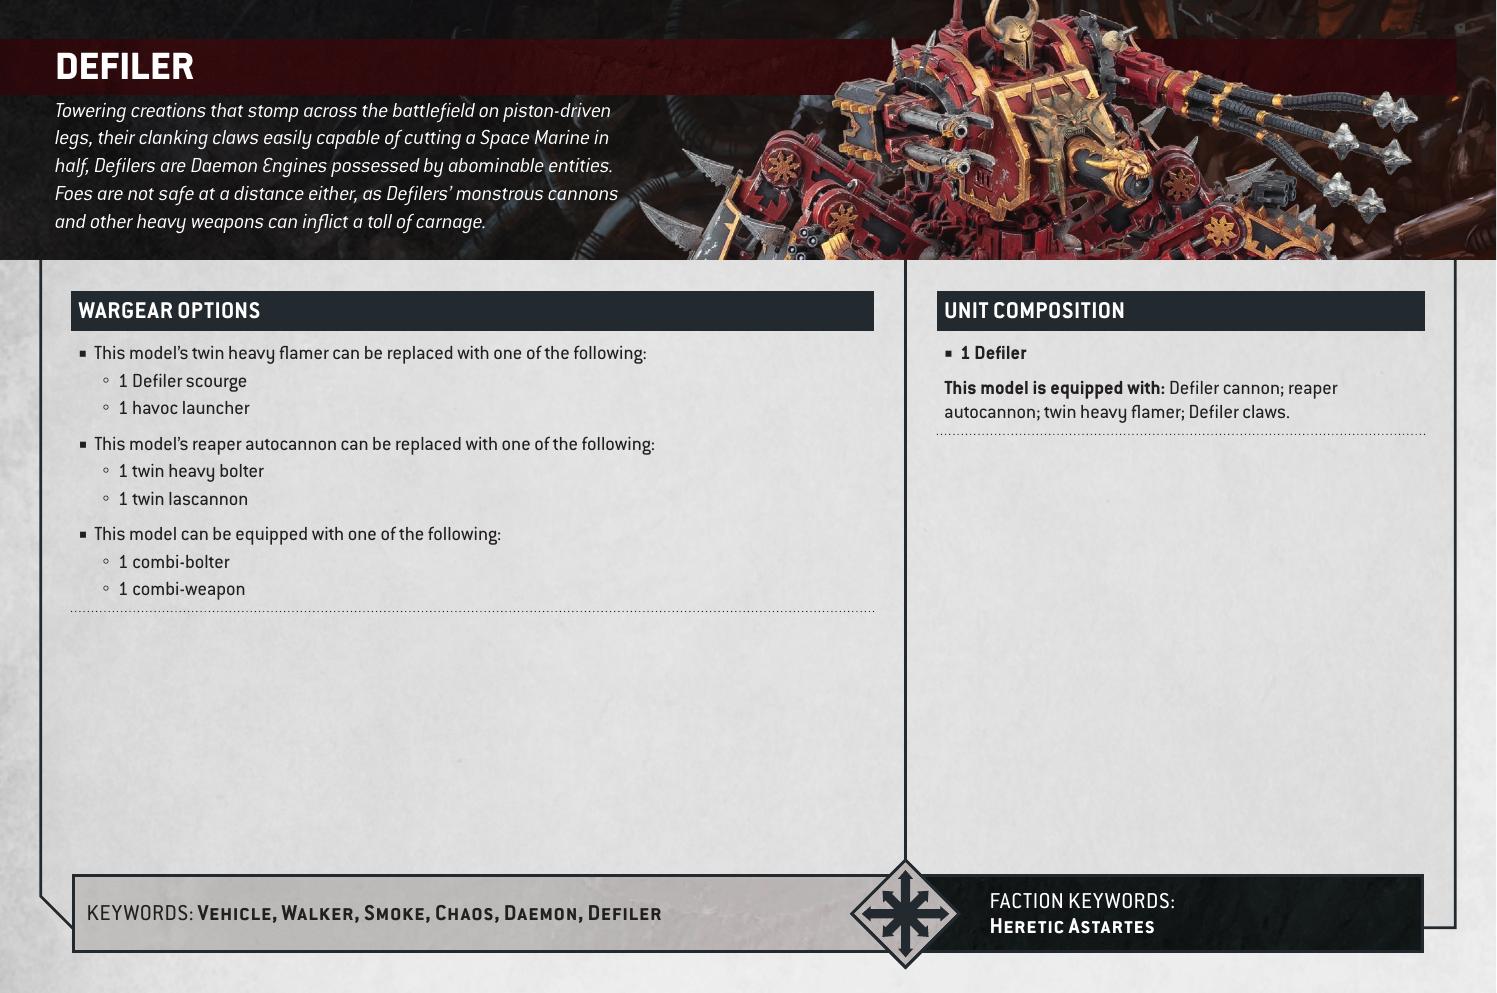 DEFILER
Towering creations that stomp across the battlefield on piston-driven
legs, their clanking claws easily capable of cutting a Space Marine in
half, Defilers are Daemon Engines possessed by abominable entities.
Foes are not safe at a distance either, as Defilers’ monstrous cannons
and other heavy weapons can inflict a toll of carnage.
WARGEAR OPTIONS
■ This model’s twin heavy flamer can be replaced with one of the following:
◦ 1 Defiler scourge
◦ 1 havoc launcher
■ This model’s reaper autocannon can be replaced with one of the following:
◦ 1 twin heavy bolter
◦ 1 twin lascannon
■ This model can be equipped with one of the following:
◦ 1 combi-bolter
◦ 1 combi-weapon
UNIT COMPOSITION
■ 1 Defiler
This model is equipped with: Defiler cannon; reaper
autocannon; twin heavy flamer; Defiler claws.
KEYWORDS: Vehicle, Walker, Smoke, Chaos, Daemon, Defiler
FACTION KEYWORDS:
Heretic Astartes